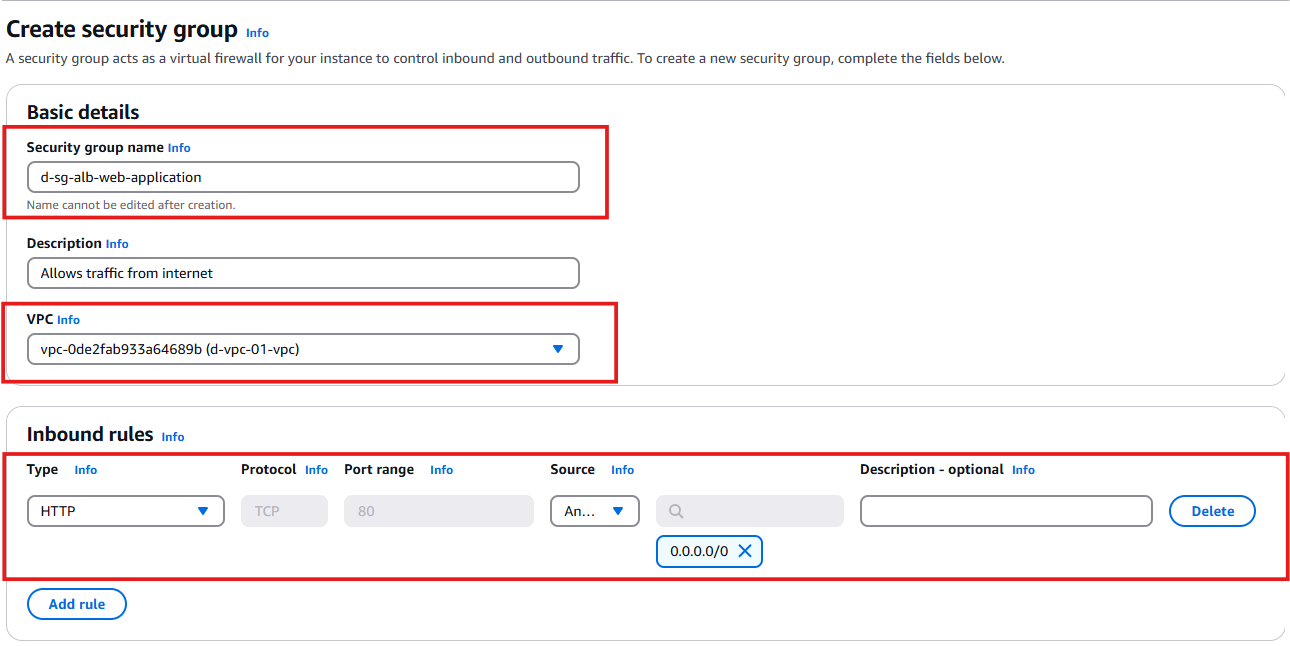 Create security group Info
A security group acts as a virtual firewall for your instance to control inbound and outbound traffic. To create a new security group, complete the fields below.
Basic details
Security group name Info
d-sg-alb-web-application
Name cannot be edited after creation.
Description Info
Allows traffic from internet
VPC Info
vpc-0de2fab933a64689b (d-vpc-01-vpc)
Inbound rules Info
Type Info Protocol Info Port range Info Source Info Description - optional Info
HTTP TCP 80 An... Delete
0.0.0.0/0
Add rule